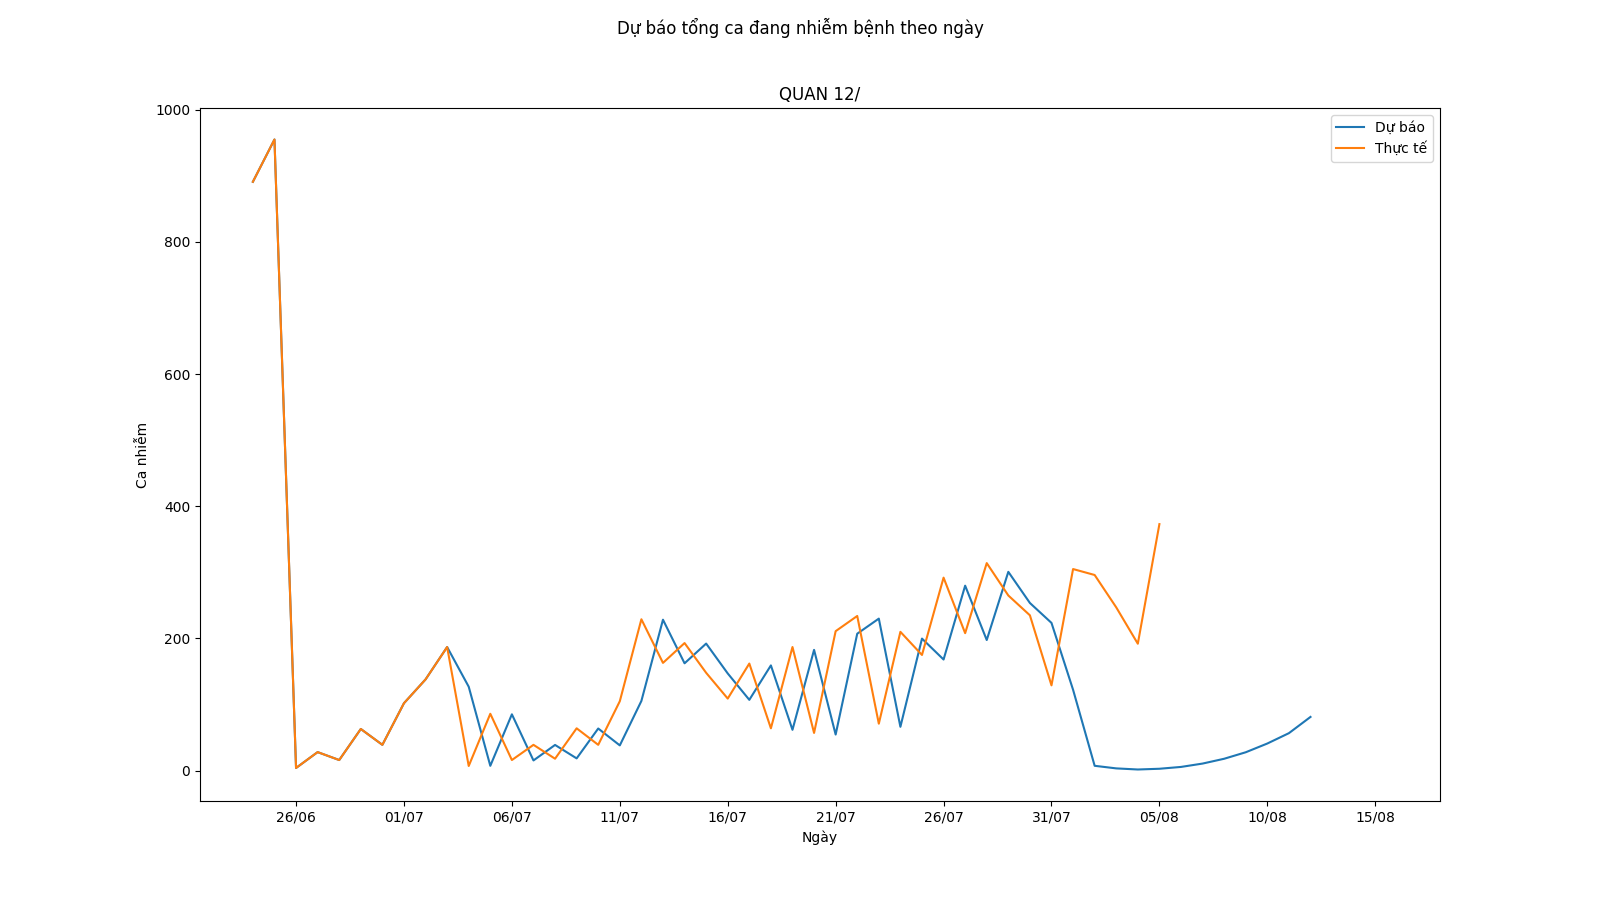 Dự báo tổng ca đang nhiễm bệnh theo ngày
QUAN 12/
Dự báo
Thực tế
1000
800
600
400
200
0
Ca nhiễm
26/06 01/07 06/07 11/07 16/07 21/07 26/07 31/07 05/08 10/08 15/08
Ngày